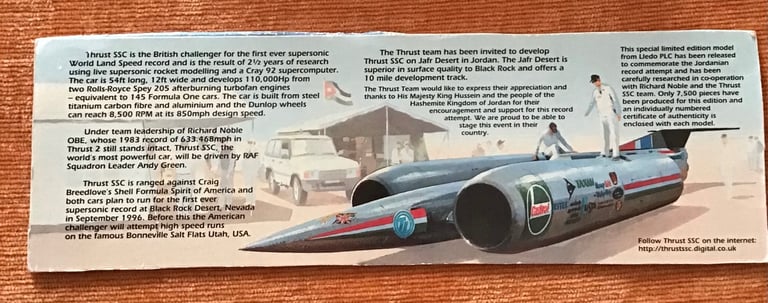 Thrust SSC is the British challenger for the first ever supersonic
World Land Speed record and is the result of 2½ years of research
using live supersonic rocket modelling and a Cray 92 supercomputer.
The car is 54ft long, 12ft wide and develops 110,000Hp from
two Rolls-Royce Spey 205 afterburning turbofan engines
– equivalent to 145 Formula One cars. The car is built from steel
titanium carbon fibre and aluminium and the Dunlop wheels
can reach 8,500 RPM at its 850mph design speed.
Under team leadership of Richard Noble
OBE, whose 1983 record of 633.468mph in
Thrust 2 still stands intact, Thrust SSC, the
world's most powerful car, will be driven by RAF
Squadron Leader Andy Green.
Thrust SSC is ranged against Craig
Breedlove's Shell Formula Spirit of America and
both cars plan to run for the first ever
supersonic record at Black Rock Desert, Nevada
in September 1996. Before this the American
challenger will attempt high speed runs
on the famous Bonneville Salt Flats Utah, USA.
The Thrust team has been invited to develop
Thrust SSC on Jafr Desert in Jordan. The Jafr Desert is
superior in surface quality to Black Rock and offers a
10 mile development track.
The Thrust Team would like to express their appreciation and
thanks to His Majesty King Hussein and the people of the
Hashemite Kingdom of Jordan for their
encouragement and support for this record
attempt. We are proud to be able to
stage this event in their
country.
This special limited edition model
from Lledo PLC has been released
to commemorate the Jordanian
record attempt and has been
carefully researched in co-operation
with Richard Noble and the Thrust
SSC team. Only 7,500 pieces have
been produced for this edition and
an individually numbered
certificate of authenticity is
enclosed with each model.
Castrol
Follow Thrust SSC on the internet:
http://thrustssc.digital.co.uk